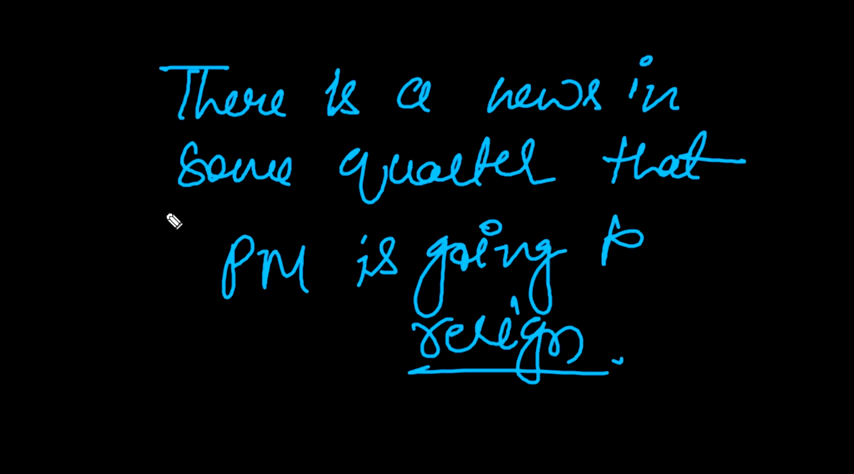 There is a news in
some quarter that
PM is going to
resign.